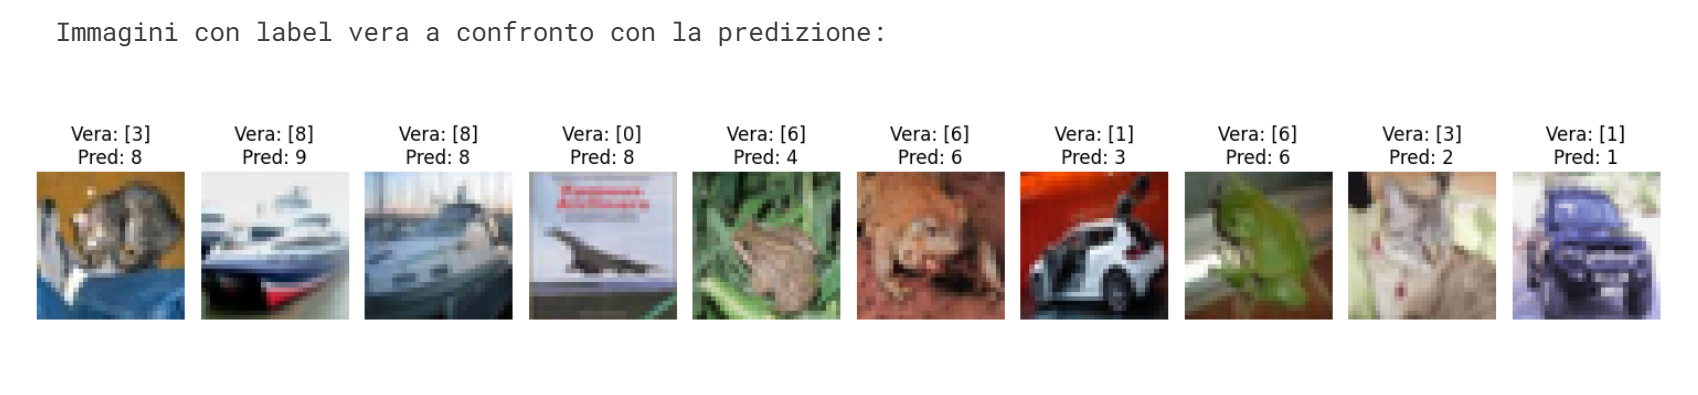 Immagini con label vera a confronto con la predizione:
Vera: [3]
Pred: 8
Vera: [8]
Pred: 9
Vera: [8]
Pred: 8
Vera: [0]
Pred: 8
Vera: [6]
Pred: 4
Vera: [6]
Pred: 6
Vera: [1]
Pred: 3
Vera: [6]
Pred: 6
Vera: [3]
Pred: 2
Vera: [1]
Pred: 1